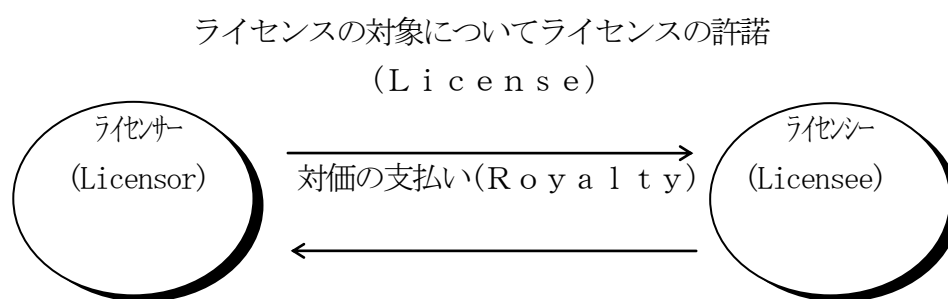 ライセンスの対象についてライセンスの許諾
(Ｌｉｃｅｎｓｅ)
ライセンサー
(Licensor)
対価の支払い(Ｒｏｙａｌｔｙ)
ライセンシー
(Licensee)